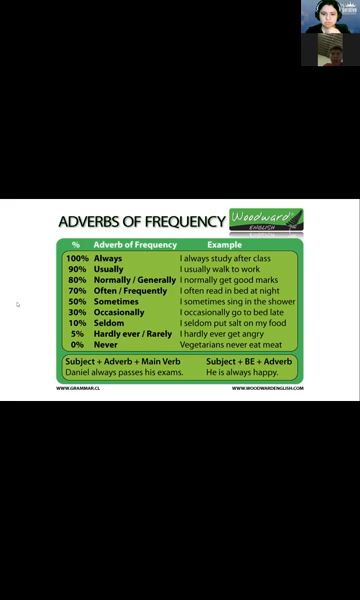 ADVERBS OF FREQUENCY
Woodward
ENGLISH
% Adverb of Frequency Example
100% Always I always study after class
90% Usually I usually walk to work
80% Normally / Generally I normally get good marks
70% Often / Frequently I often read in bed at night
50% Sometimes I sometimes sing in the shower
30% Occasionally I occasionally go to bed late
10% Seldom I seldom put salt on my food
5% Hardly ever / Rarely I hardly ever get angry
0% Never Vegetarians never eat meat
Subject + Adverb + Main Verb Subject + BE + Adverb
Daniel always passes his exams. He is always happy.
WWW.GRAMMAR.CL WWW.WOODWARDENGLISH.COM